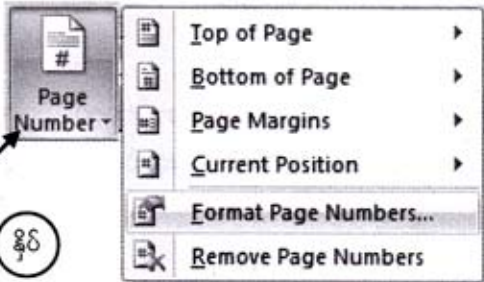 Page
Number
Top of Page
Bottom of Page
Page Margins
Current Position
Format Page Numbers...
Remove Page Numbers
နှိပ်